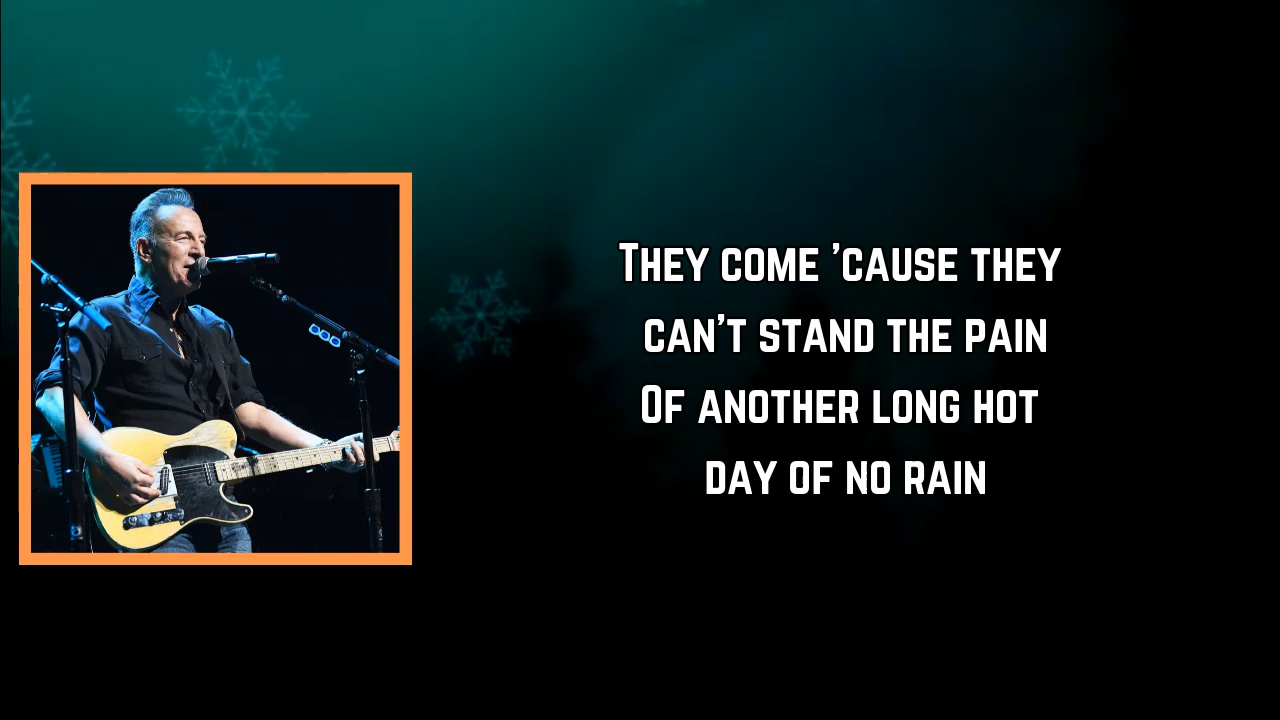 They come 'cause they
can't stand the pain
Of another long hot
day of no rain